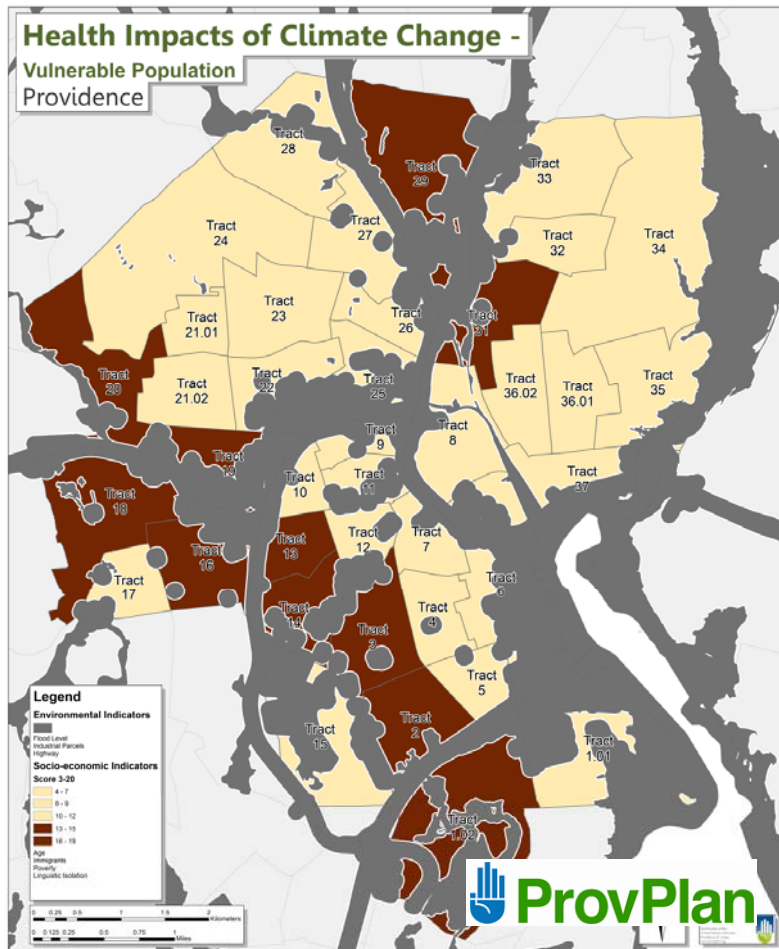 Health Impacts of Climate Change -
Vulnerable Population
Providence
Tract
28
Tract
29
Tract
33
Tract
27
Tract
24
Tract
32
Tract
34
Tract
23
Tract
21.01
Tract
26
Tract
31
Tract
20
Tract
21.02
Tract
22
Tract
25
Tract
36.02
Tract
36.01
Tract
35
Tract
8
Tract
9
Tract
19
Tract
10
Tract
11
Tract
37
Tract
18
Tract
13
Tract
12
Tract
7
Tract
16
Tract
17
Tract
6
Tract
14
Tract
4
Tract
3
Tract
5
Tract
2
Tract
15
Tract
1.01
Tract
1.02
Legend
Environmental Indicators
Flood Level
Industrial Parcels
Highway
Socio-economic Indicators
Score 3-20
4 - 7
8 - 9
10 - 12
13 - 15
16 - 19
Age
Immigrants
Poverty
Linguistic Isolation
0 0.25 0.5 1 1.5 2
Kilometers
0 0.125 0.25 0.5 0.75 1
Miles
ProvPlan